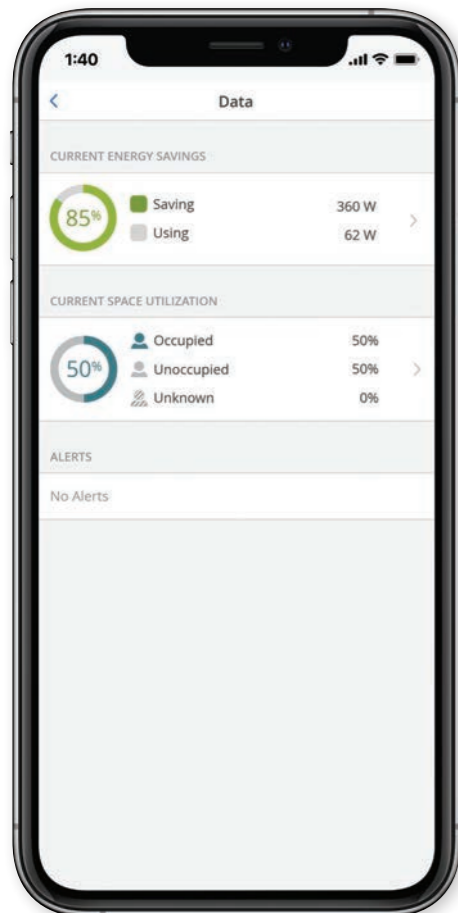 1:40
Data
CURRENT ENERGY SAVINGS
85%
Saving 360 W
Using 62 W
CURRENT SPACE UTILIZATION
50%
Occupied 50%
Unoccupied 50%
Unknown 0%
ALERTS
No Alerts